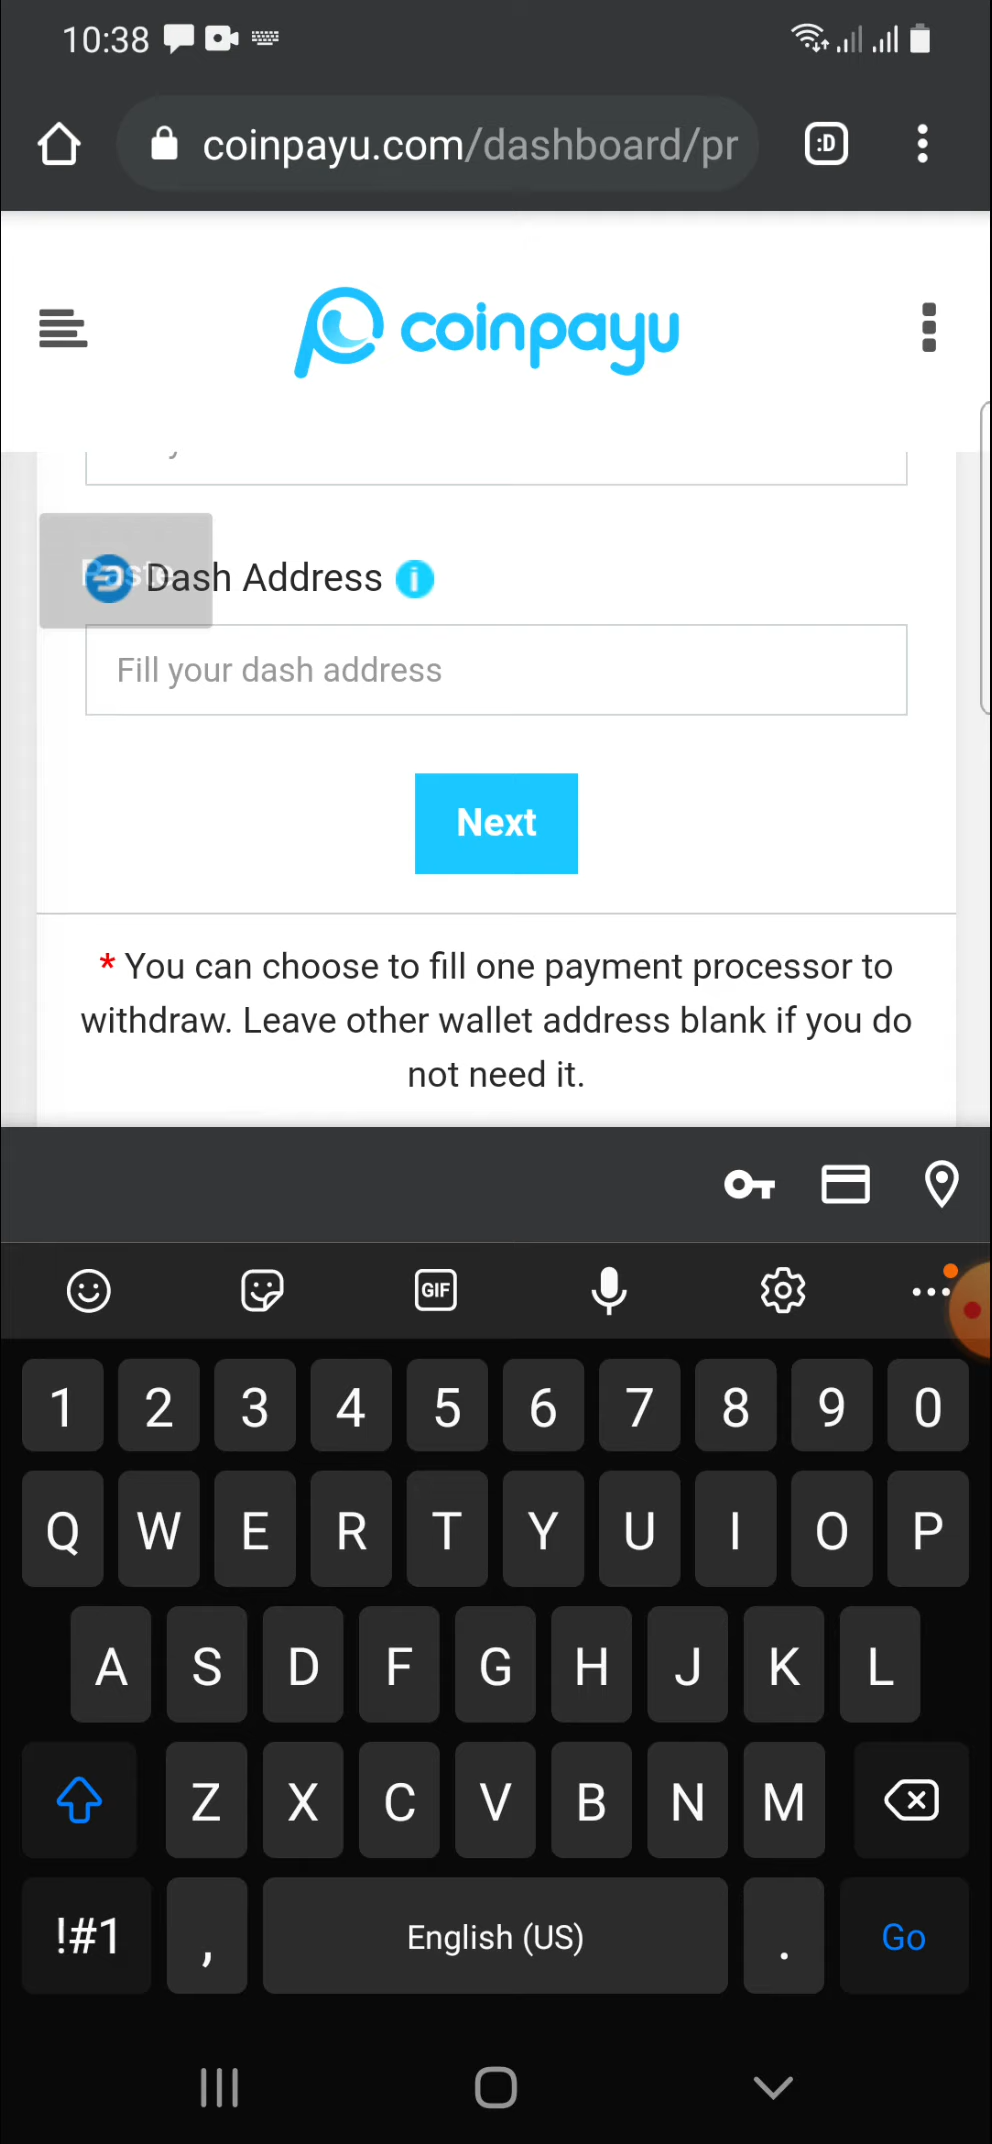 10:38
coinpayu.com/dashboard/pr
:D
coinpayu
Paste
Dash Address i
Fill your dash address
Next
* You can choose to fill one payment processor to
withdraw. Leave other wallet address blank if you do
not need it.
GIF
1 2 3 4 5 6 7 8 9 0
Q W E R T Y U I O P
A S D F G H J K L
Z X C V B N M
!#1 , English (US) . Go